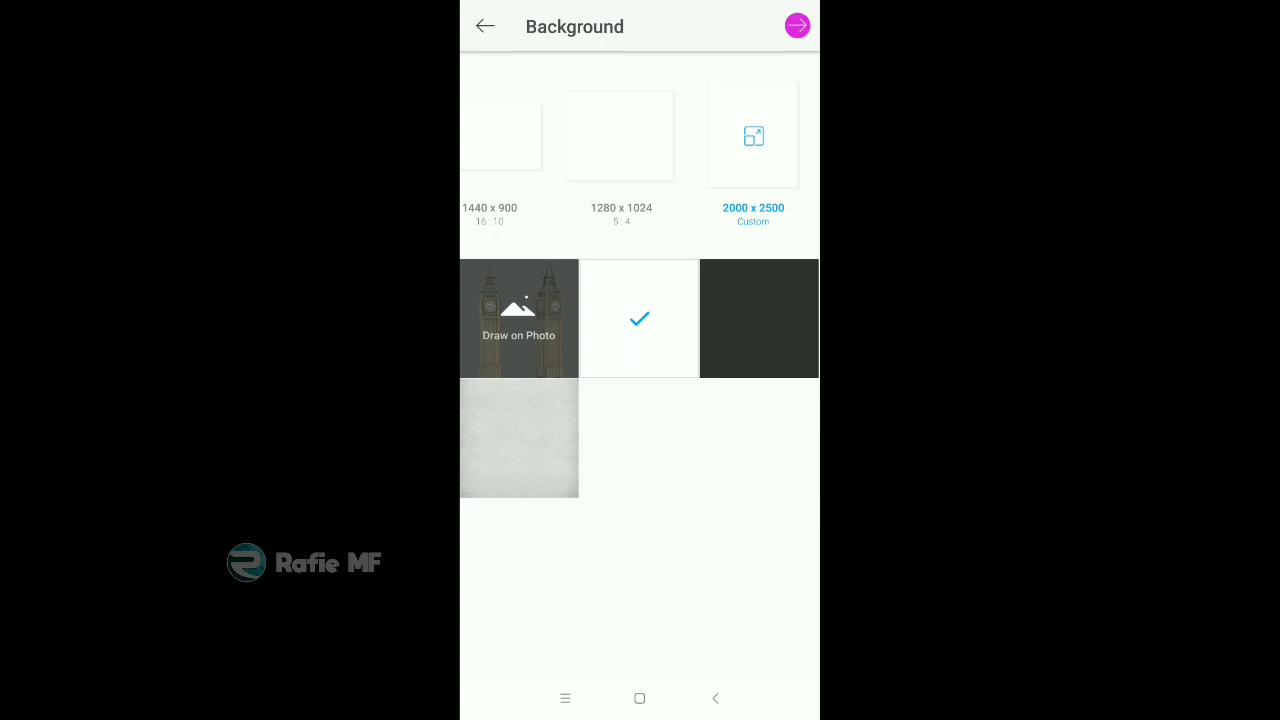 Background
1440 x 900
16 : 10
1280 x 1024
5 : 4
2000 x 2500
Custom
Draw on Photo
Rafie MF